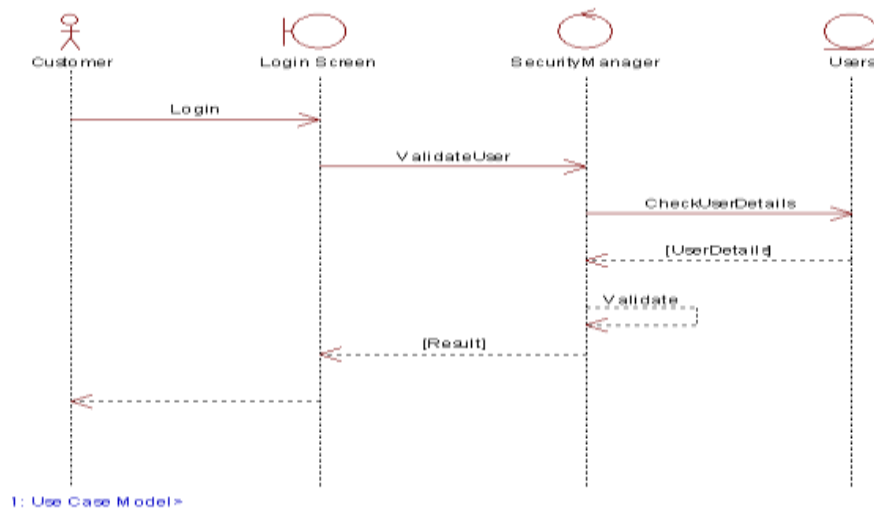 Customer
Login Screen
SecurityManager
Users
Login
ValidateUser
CheckUserDetails
[UserDetails]
Validate
[Result]
1: Use Case Model>